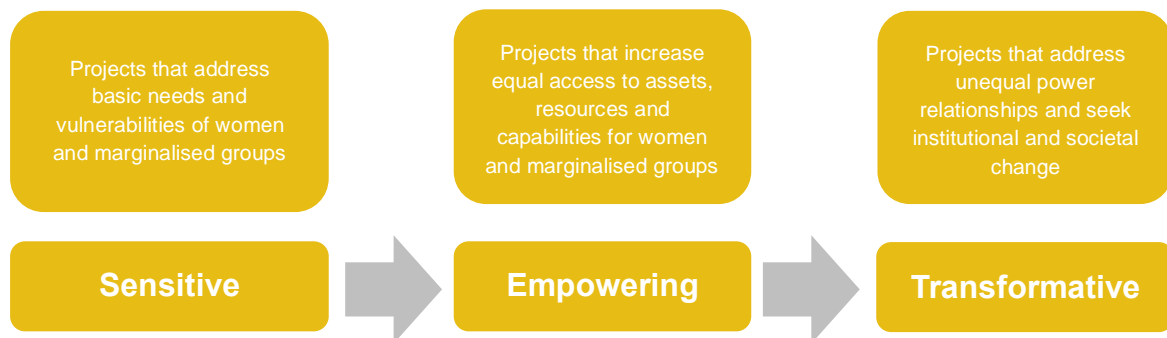 Projects that address
basic needs and
vulnerabilities of women
and marginalised groups
Projects that increase
equal access to assets,
resources and
capabilities for women
and marginalised groups
Projects that address
unequal power
relationships and seek
institutional and societal
change
Sensitive
Empowering
Transformative